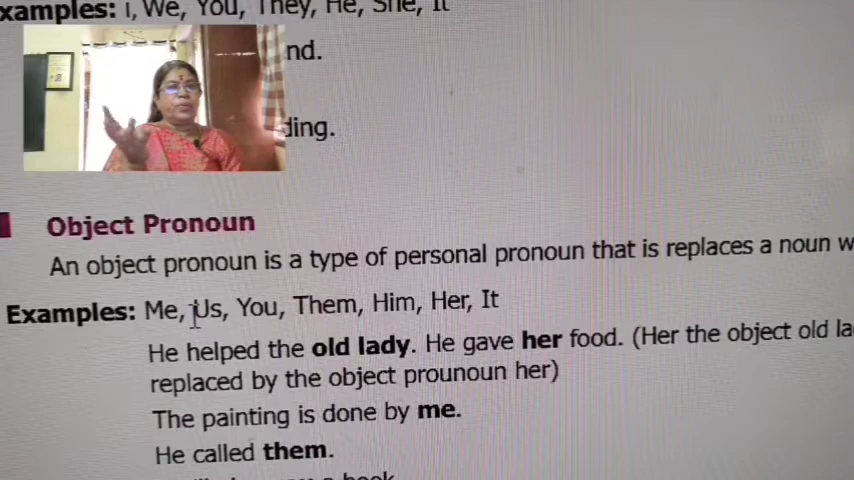 xamples: I, We, You, They, He, She, It
nd.
ding.
Object Pronoun
An object pronoun is a type of personal pronoun that is replaces a noun w
Examples: Me, Us, You, Them, Him, Her, It
He helped the old lady. He gave her food. (Her the object old la
replaced by the object prounoun her)
The painting is done by me.
He called them.
a book